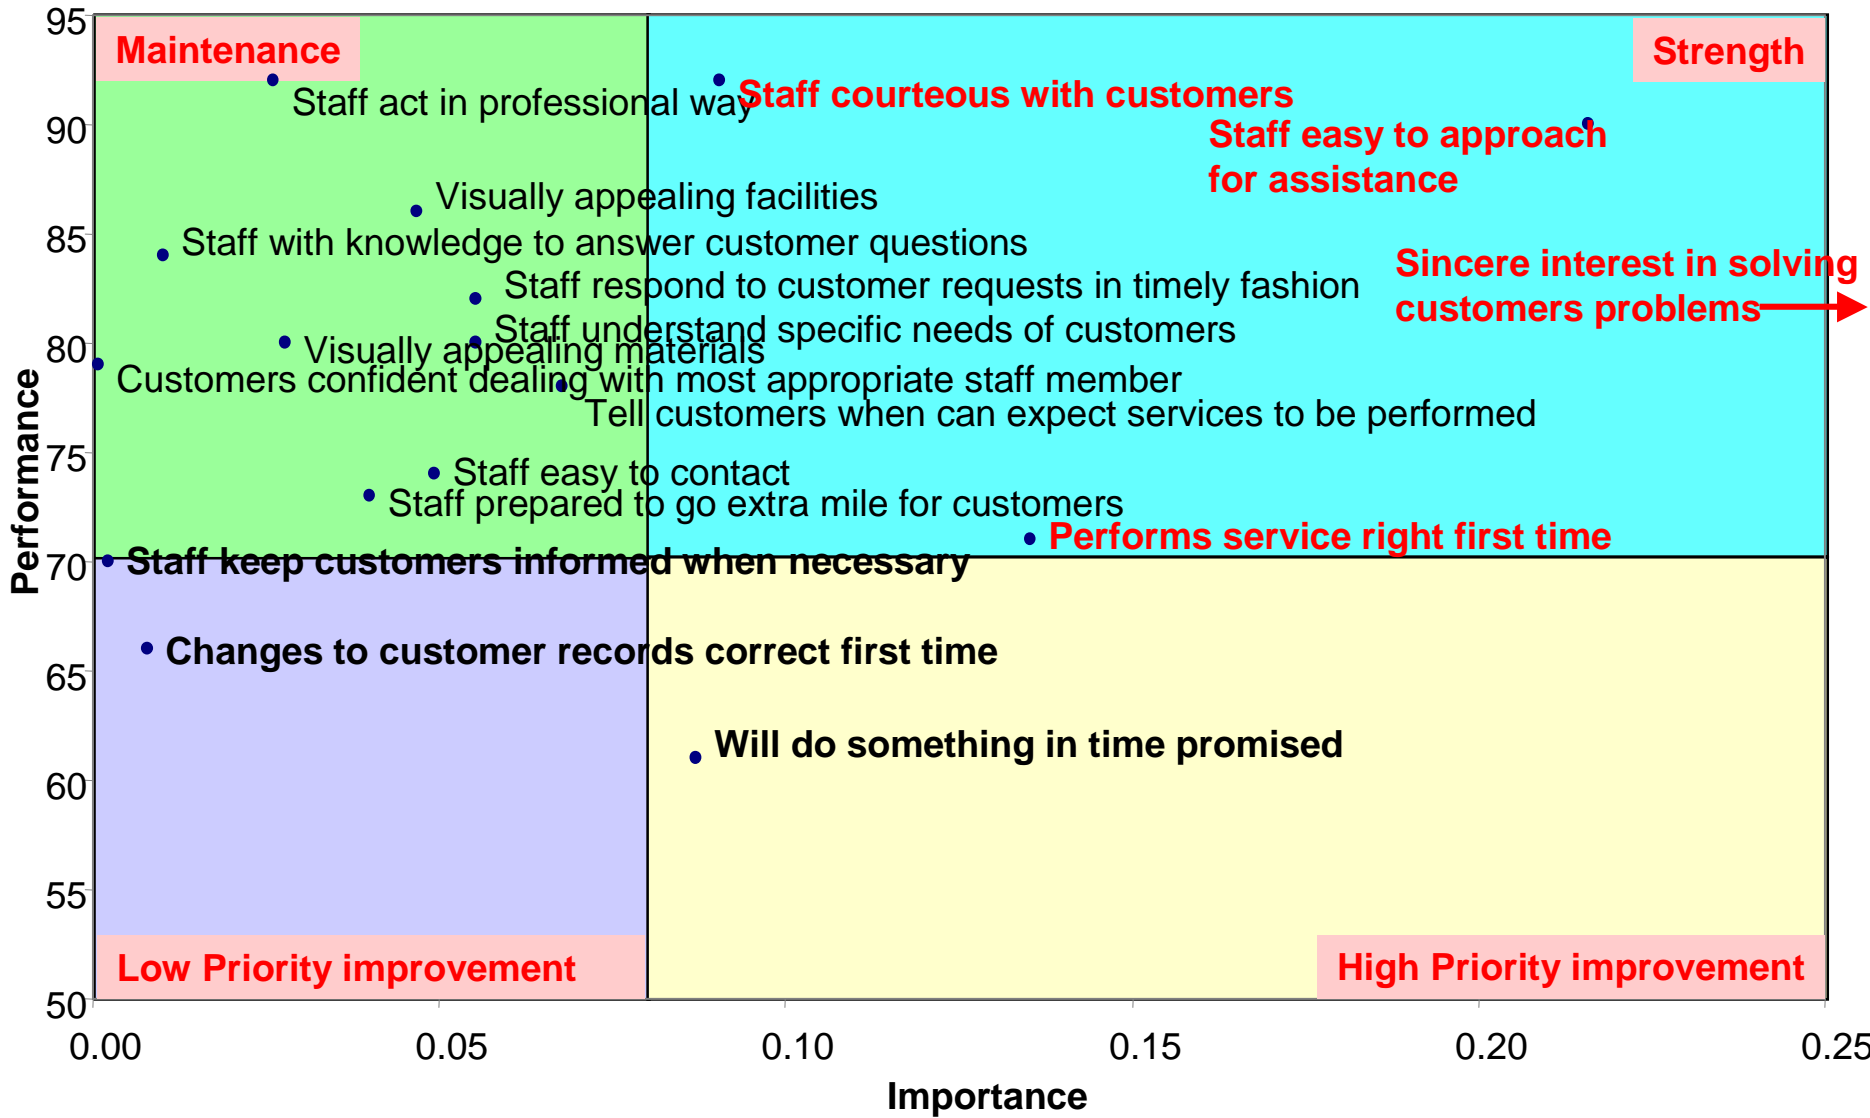 95
Maintenance
Strength
Staff act in professional way
Staff courteous with customers
90
Staff easy to approach
for assistance
Visually appealing facilities
85
Staff with knowledge to answer customer questions
Sincere interest in solving
customers problems
Staff respond to customer requests in timely fashion
Staff understand specific needs of customers
80
Visually appealing materials
Customers confident dealing with most appropriate staff member
Tell customers when can expect services to be performed
75
Staff easy to contact
Staff prepared to go extra mile for customers
Performs service right first time
70
Staff keep customers informed when necessary
Performance
Changes to customer records correct first time
65
Will do something in time promised
60
55
Low Priority improvement
High Priority improvement
50
0.00 0.05 0.10 0.15 0.20 0.25
Importance